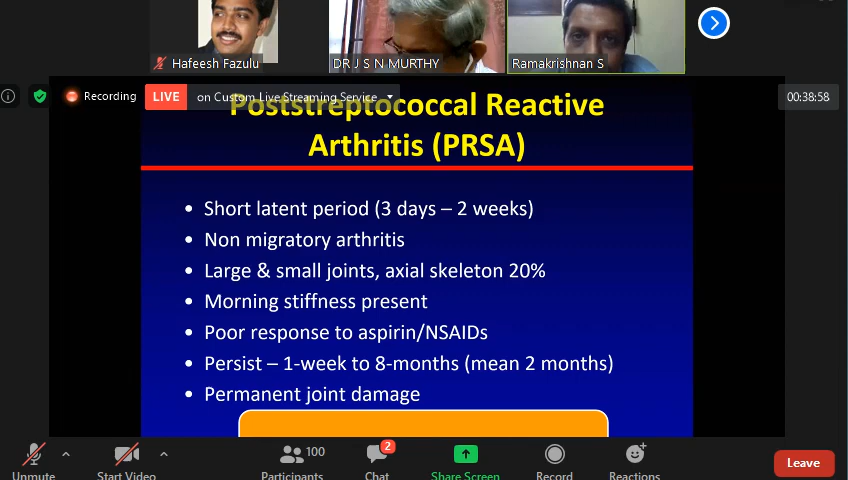 Hafeesh Fazulu
DR J S N MURTHY
Ramakrishnan S
Recording
LIVE
on Custom Live Streaming Service
00:38:58
Poststreptococcal Reactive
Arthritis (PRSA)
• Short latent period (3 days – 2 weeks)
• Non migratory arthritis
• Large & small joints, axial skeleton 20%
• Morning stiffness present
• Poor response to aspirin/NSAIDs
• Persist – 1-week to 8-months (mean 2 months)
• Permanent joint damage
100
2
Unmute
Start Video
Participants
Chat
Share Screen
Record
Reactions
Leave